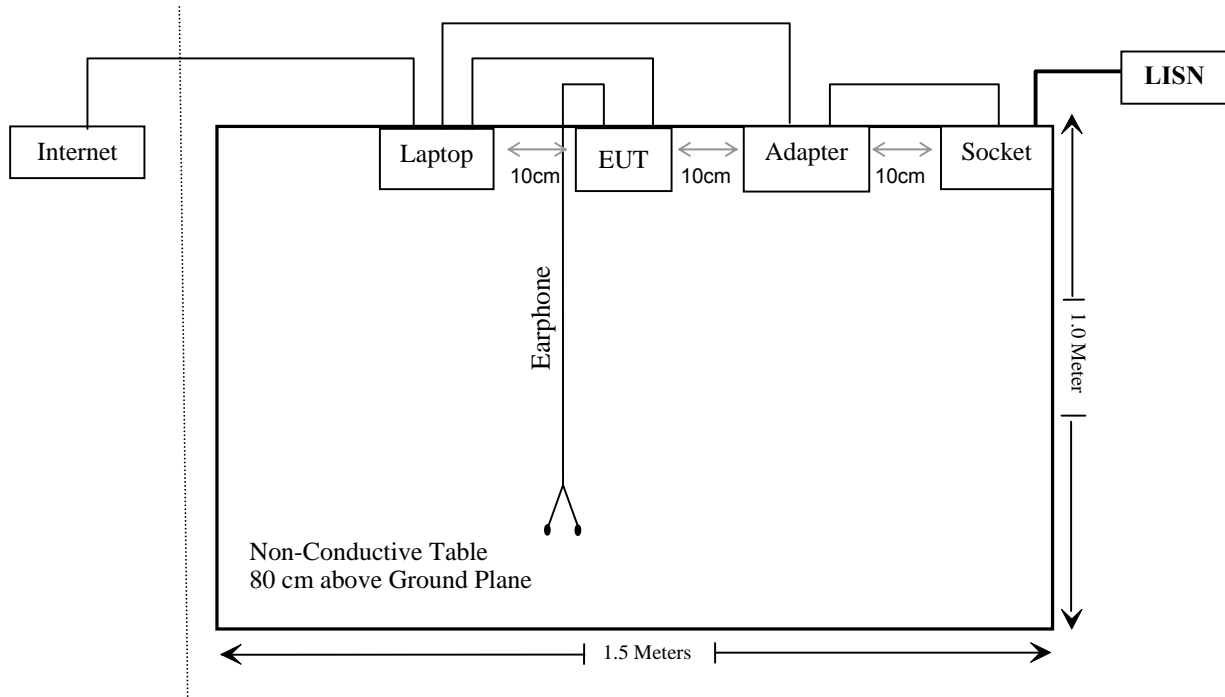 LISN
Internet
Laptop
EUT
Adapter
Socket
10cm
10cm
10cm
Earphone
1.0 Meter
Non-Conductive Table
80 cm above Ground Plane
1.5 Meters